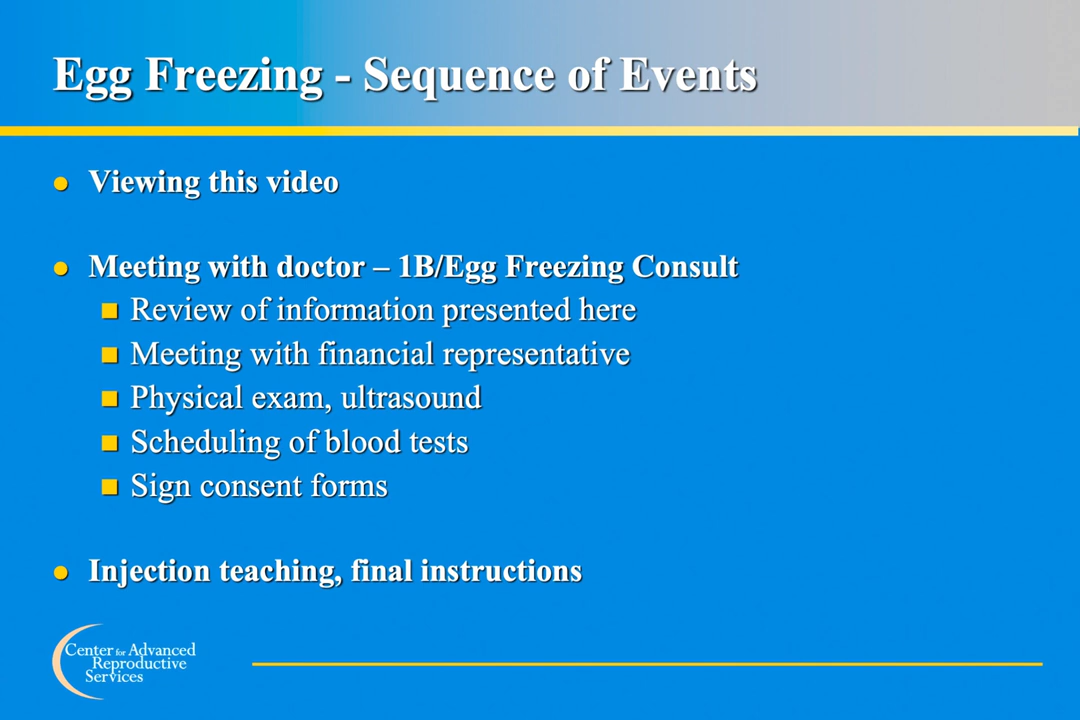 Egg Freezing - Sequence of Events
Viewing this video
Meeting with doctor – 1B/Egg Freezing Consult
Review of information presented here
Meeting with financial representative
Physical exam, ultrasound
Scheduling of blood tests
Sign consent forms
Injection teaching, final instructions
Center for Advanced
Reproductive
Services